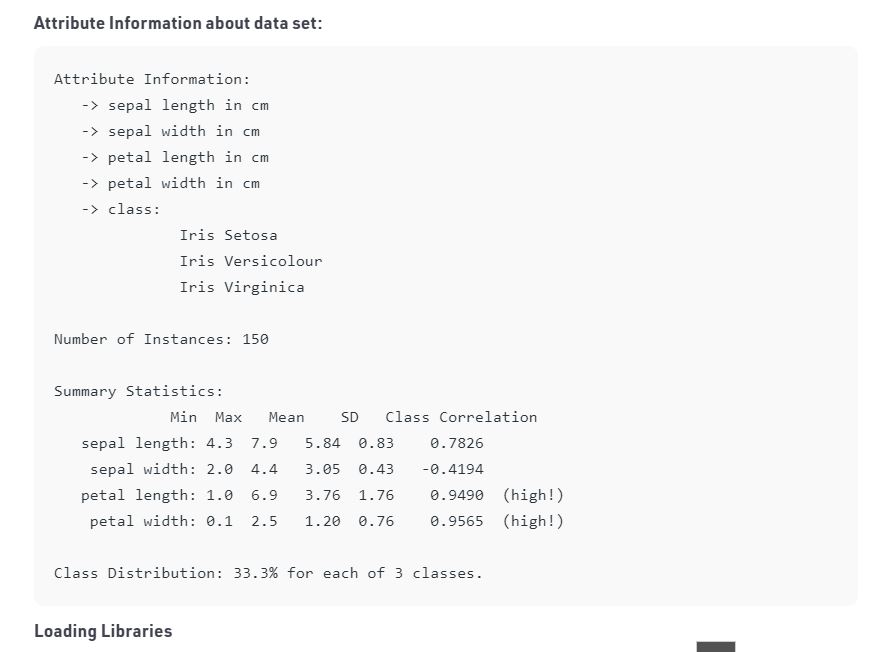 Attribute Information about data set:
Attribute Information:
-> sepal length in cm
-> sepal width in cm
-> petal length in cm
-> petal width in cm
-> class:
Iris Setosa
Iris Versicolour
Iris Virginica
Number of Instances: 150
Summary Statistics:
Min Max Mean SD Class Correlation
sepal length: 4.3 7.9 5.84 0.83 0.7826
sepal width: 2.0 4.4 3.05 0.43 -0.4194
petal length: 1.0 6.9 3.76 1.76 0.9490 (high!)
petal width: 0.1 2.5 1.20 0.76 0.9565 (high!)
Class Distribution: 33.3% for each of 3 classes.
Loading Libraries